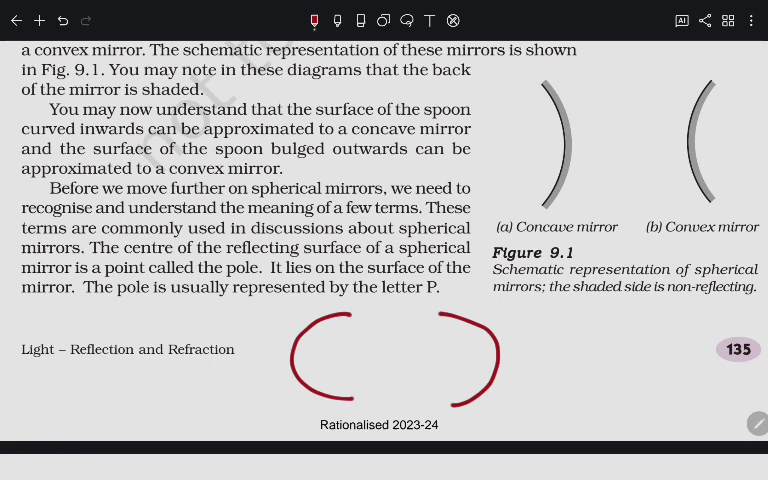 a convex mirror. The schematic representation of these mirrors is shown
in Fig. 9.1. You may note in these diagrams that the back
of the mirror is shaded.
You may now understand that the surface of the spoon
curved inwards can be approximated to a concave mirror
and the surface of the spoon bulged outwards can be
approximated to a convex mirror.
Before we move further on spherical mirrors, we need to
recognise and understand the meaning of a few terms. These
terms are commonly used in discussions about spherical
mirrors. The centre of the reflecting surface of a spherical
mirror is a point called the pole. It lies on the surface of the
mirror. The pole is usually represented by the letter P.
(a) Concave mirror (b) Convex mirror
Figure 9.1
Schematic representation of spherical
mirrors; the shaded side is non-reflecting.
Light – Reflection and Refraction
135
Rationalised 2023-24
not
AI